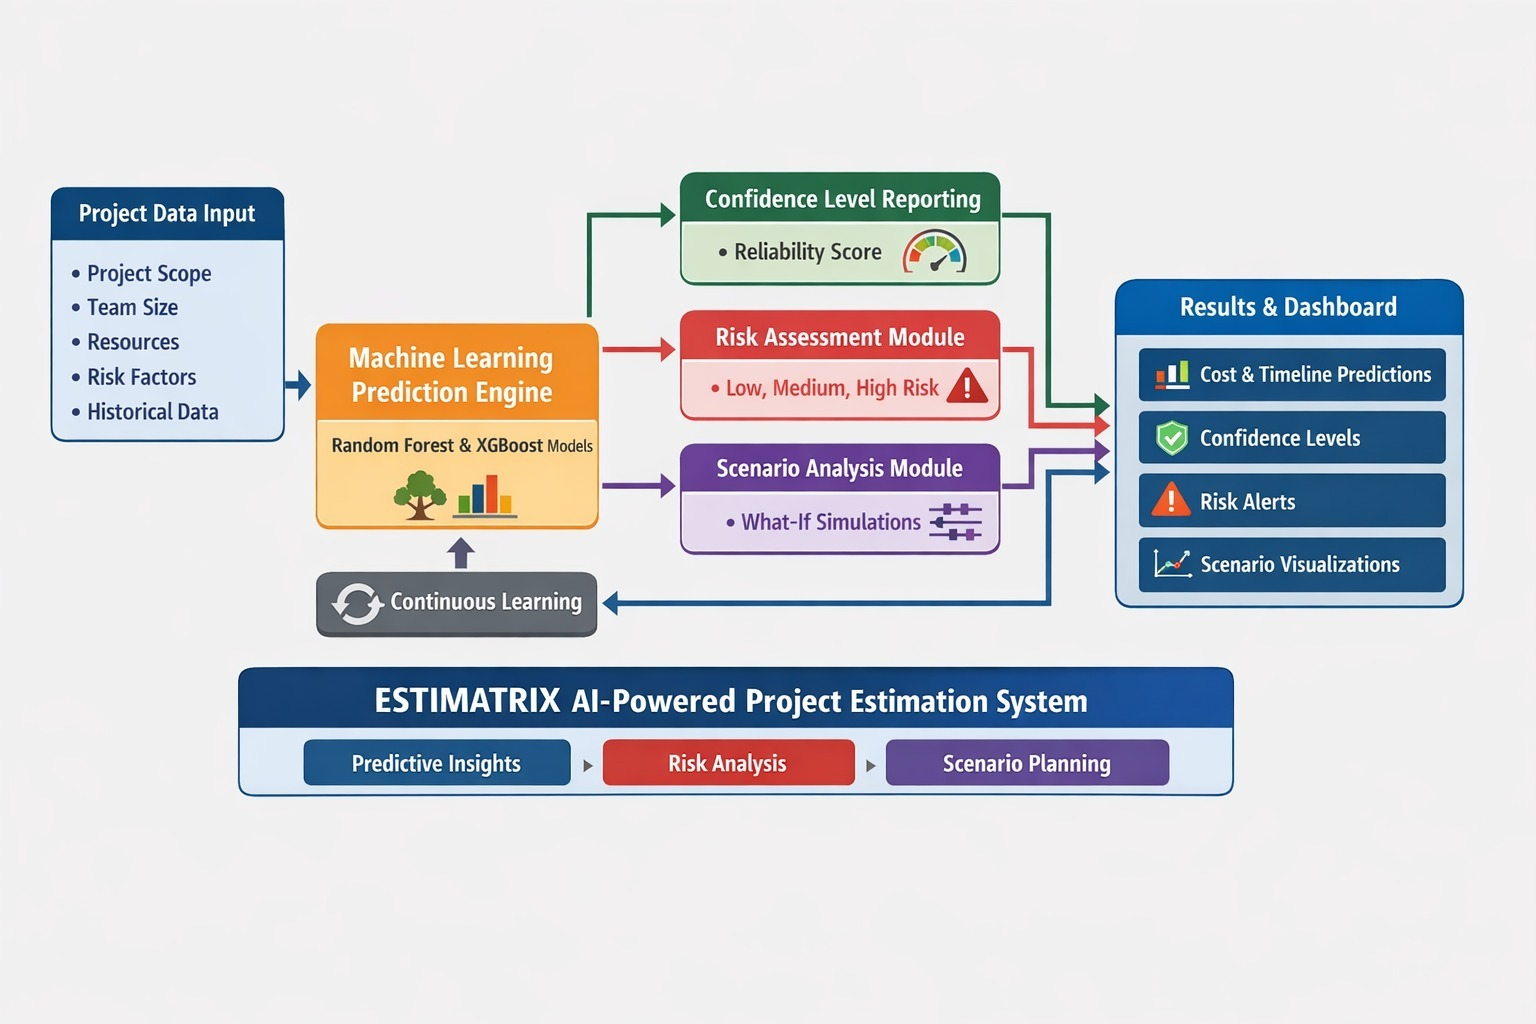 Project Data Input
• Project Scope
• Team Size
• Resources
• Risk Factors
• Historical Data
Machine Learning
Prediction Engine
Random Forest & XGBoost Models
Continuous Learning
Confidence Level Reporting
• Reliability Score
Risk Assessment Module
• Low, Medium, High Risk
Scenario Analysis Module
• What-If Simulations
Results & Dashboard
Cost & Timeline Predictions
Confidence Levels
Risk Alerts
Scenario Visualizations
ESTIMATRIX AI-Powered Project Estimation System
Predictive Insights
Risk Analysis
Scenario Planning